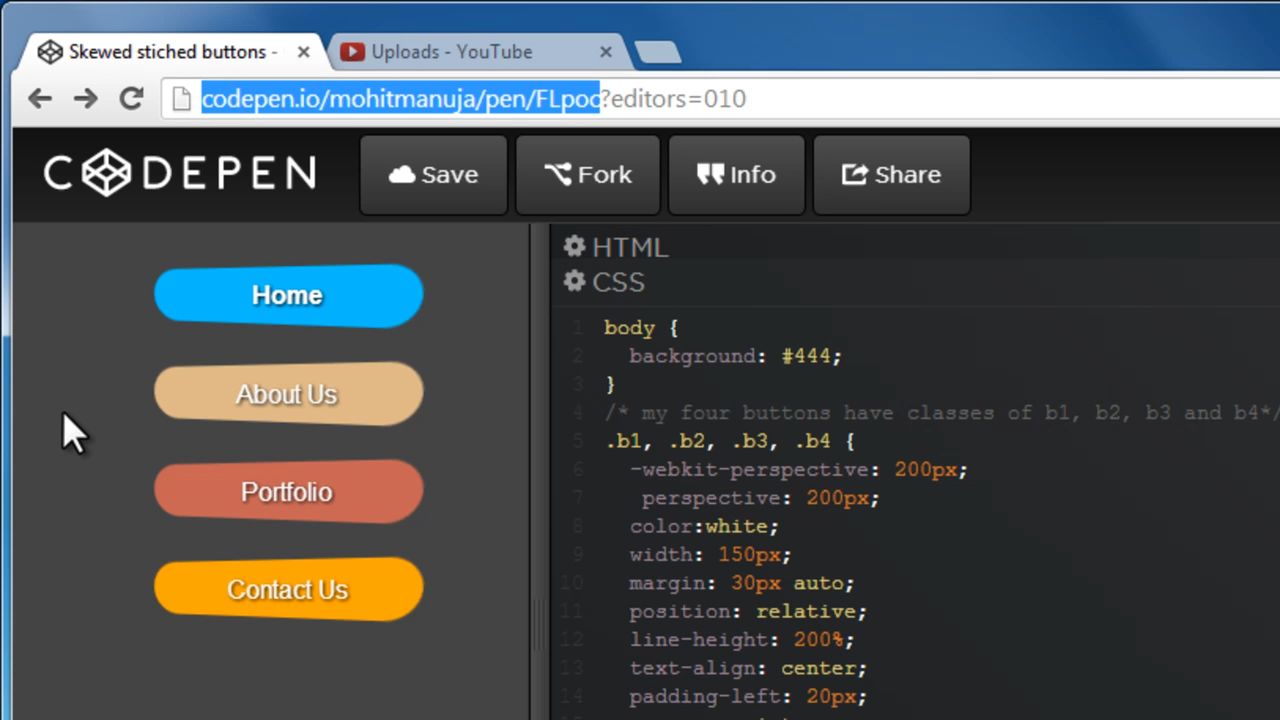 Skewed stiched buttons -
Uploads - YouTube
codepen.io/mohitmanuja/pen/FLpoc?editors=010
CODEPEN
Save
Fork
Info
Share
Home
About Us
Portfolio
Contact Us
HTML
CSS
1 body {
2 background: #444;
3 }
4 /* my four buttons have classes of b1, b2, b3 and b4*/
5 .b1, .b2, .b3, .b4 {
6 -webkit-perspective: 200px;
7 perspective: 200px;
8 color:white;
9 width: 150px;
10 margin: 30px auto;
11 position: relative;
12 line-height: 200%;
13 text-align: center;
14 padding-left: 20px;